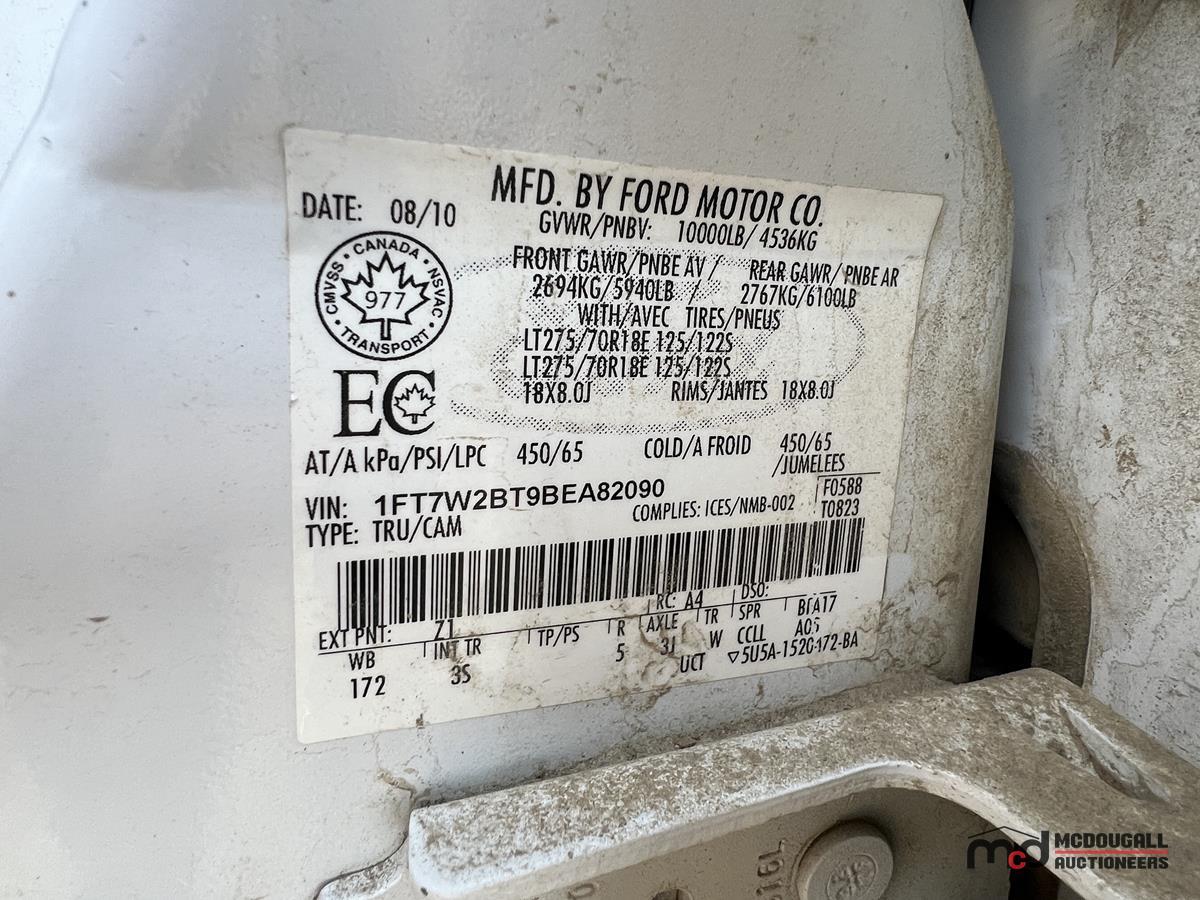 MFD. BY FORD MOTOR CO.
DATE: 08/10
GVWR/PNBV: 10000LB/ 4536KG
CANADA
CMVSS • NSVAC
977
TRANSPORT
FRONT GAWR/PNBE AV / REAR GAWR/ PNBE AR
2694KG/5940LB / 2767KG/6100LB
WITH/AVEC TIRES/PNEUS
LT275/70R18E 125/122S
LT275/70R18E 125/122S
18X8.0J RIMS/JANTES 18X8.0J
EC
AT/A kPa/PSI/LPC 450/65 COLD/A FROID 450/65
/JUMELEES
VIN: 1FT7W2BT9BEA82090
COMPLIES: ICES/NMB-002
F0588
T0823
TYPE: TRU/CAM
RC: A4 DSO:
EXT PNT: Z1
WB INT TR TP/PS R AXLE TR SPR
172 3S 5 3J W CCLL
UCT ▽5U5A-1520472-BA
16L
mcd MCDOUGALL
AUCTIONEERS